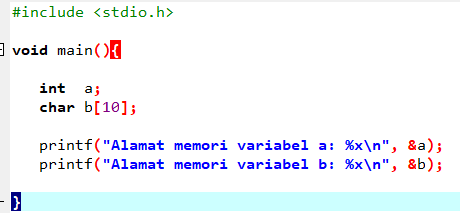 #include <stdio.h>
void main(){
int  a;
char b[10];
printf("Alamat memori variabel a: %x\n", &a);
printf("Alamat memori variabel b: %x\n", &b);
}